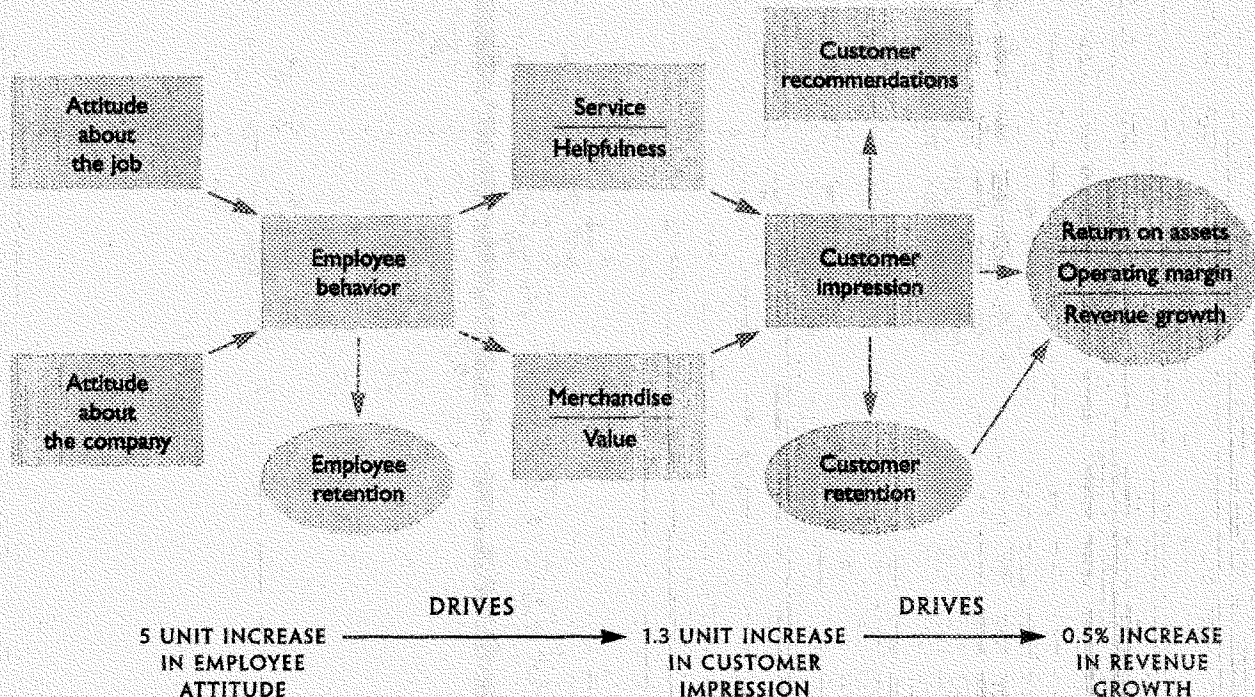 Attitude
about
the job
Attitude
about
the company
Employee
behavior
Employee
retention
Service
Helpfulness
Merchandise
Value
Customer
recommendations
Customer
impression
Customer
retention
Return on assets
Operating margin
Revenue growth
DRIVES
DRIVES
5 UNIT INCREASE
IN EMPLOYEE
ATTITUDE
1.3 UNIT INCREASE
IN CUSTOMER
IMPRESSION
0.5% INCREASE
IN REVENUE
GROWTH